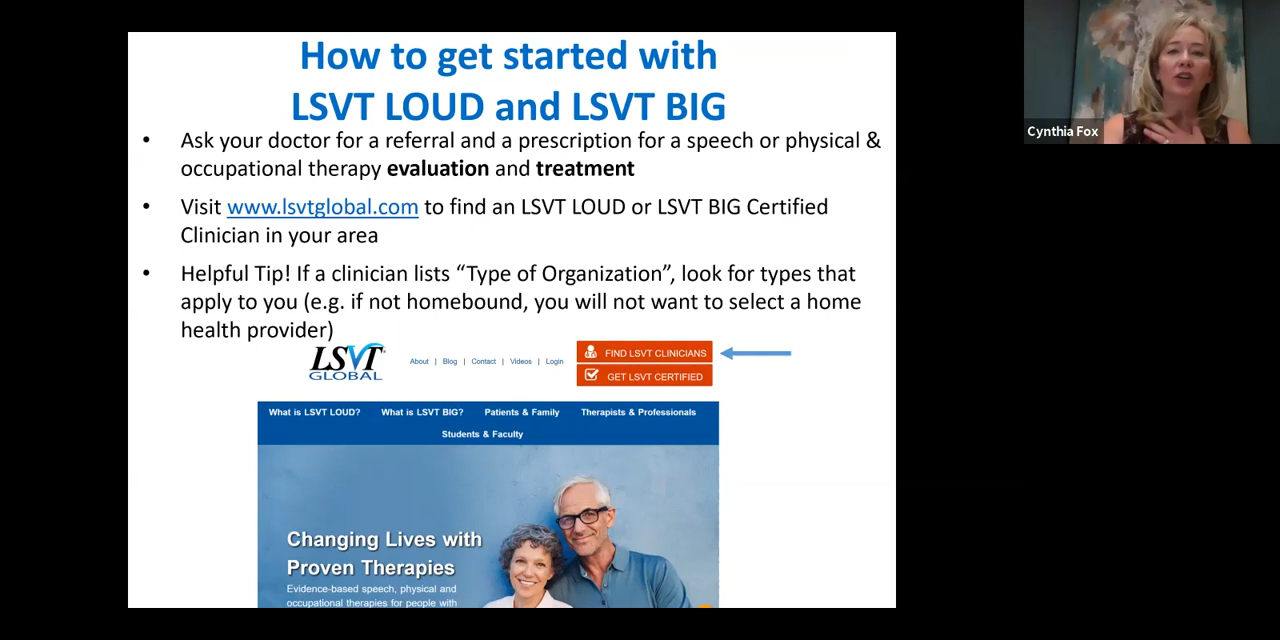 How to get started with
LSVT LOUD and LSVT BIG
• Ask your doctor for a referral and a prescription for a speech or physical &
occupational therapy evaluation and treatment
• Visit www.lsvtglobal.com to find an LSVT LOUD or LSVT BIG Certified
Clinician in your area
• Helpful Tip! If a clinician lists “Type of Organization”, look for types that
apply to you (e.g. if not homebound, you will not want to select a home
health provider)
LSVT®
GLOBAL
About | Blog | Contact | Videos | Login
FIND LSVT CLINICIANS
GET LSVT CERTIFIED
What is LSVT LOUD? What is LSVT BIG? Patients & Family Therapists & Professionals
Students & Faculty
Changing Lives with
Proven Therapies
Evidence-based speech, physical and
occupational therapies for people with
Cynthia Fox